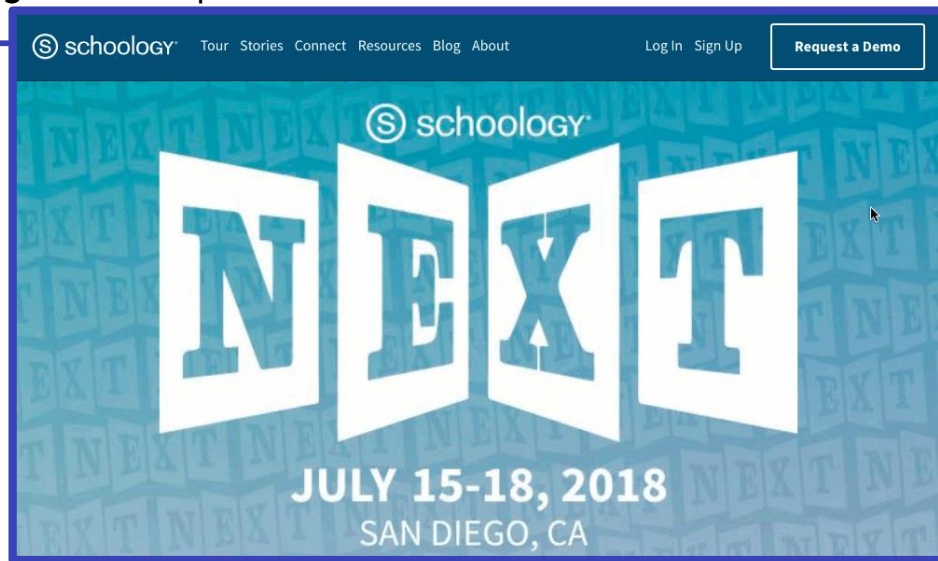 schoology
Tour Stories Connect Resources Blog About
Log In Sign Up
Request a Demo
schoology
NEXT
JULY 15-18, 2018
SAN DIEGO, CA